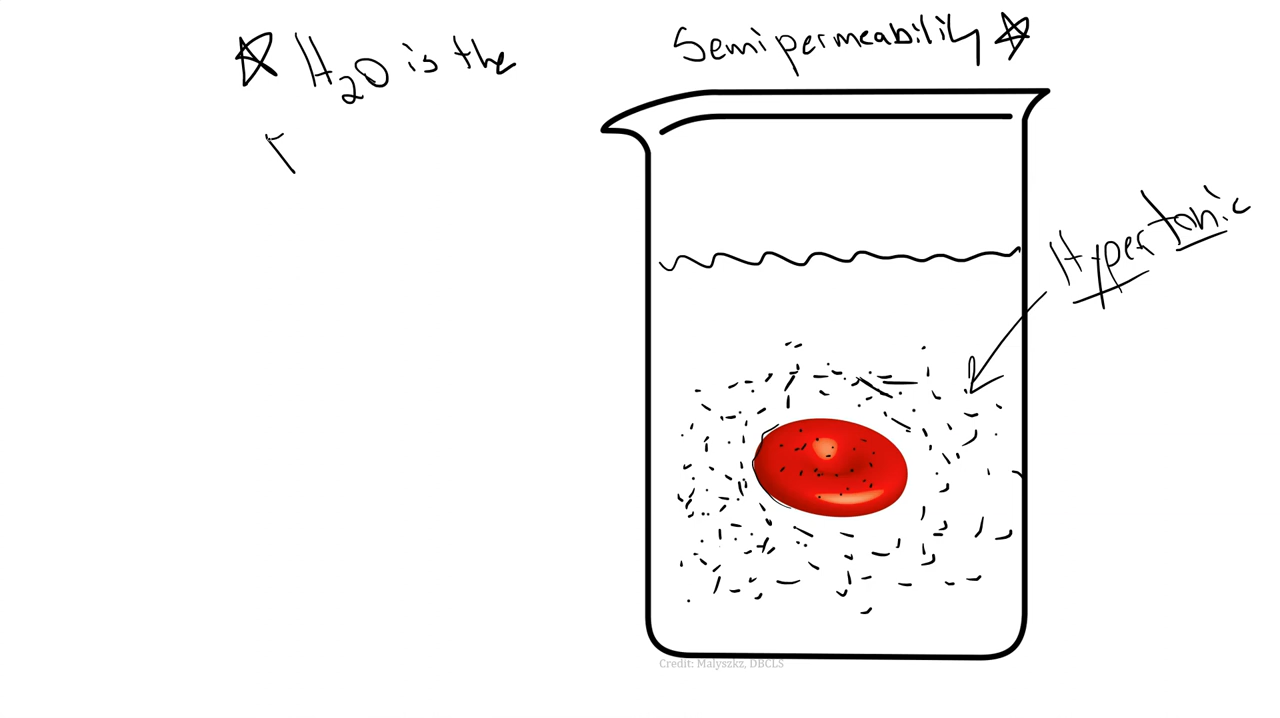 H₂O is the
Semipermeability
Hypertonic
Credit: Malyszkz, DBCLS